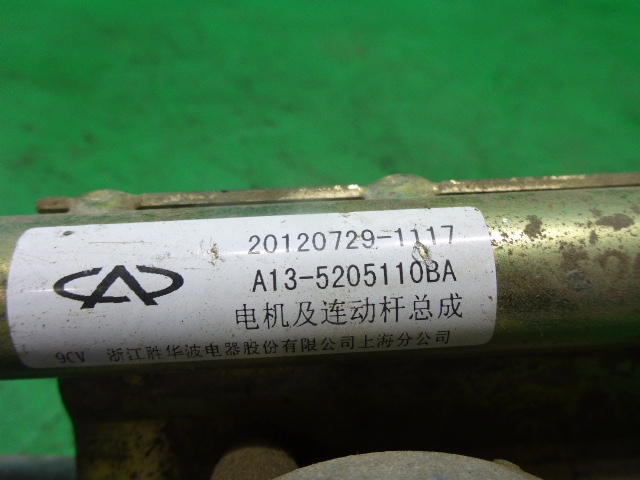 20120729-1117
A13-5205110BA
电机及连动杆总成
9CV 浙江胜华波电器股份有限公司上海分公司